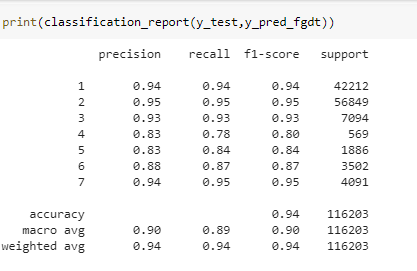 print(classification_report(y_test,y_pred_fgdt))
precision recall f1-score support
1 0.94 0.94 0.94 42212
2 0.95 0.95 0.95 56849
3 0.93 0.93 0.93 7094
4 0.83 0.78 0.80 569
5 0.83 0.84 0.84 1886
6 0.88 0.87 0.87 3502
7 0.94 0.95 0.95 4091
accuracy 0.94 116203
macro avg 0.90 0.89 0.90 116203
weighted avg 0.94 0.94 0.94 116203